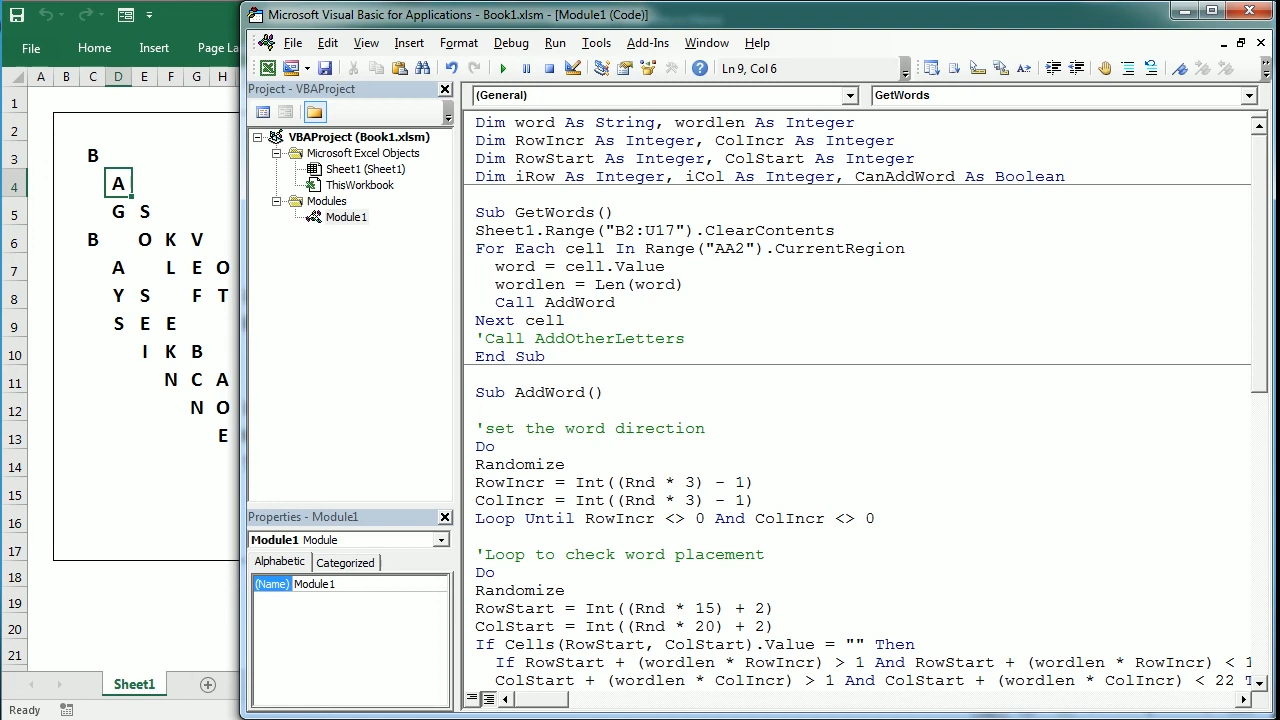 Microsoft Visual Basic for Applications - Book1.xlsm - [Module1 (Code)]
File Home Insert Page La
File Edit View Insert Format Debug Run Tools Add-Ins Window Help
Ln 9, Col 6
Project - VBAProject
(General) GetWords
VBAProject (Book1.xlsm)
Microsoft Excel Objects
Sheet1 (Sheet1)
ThisWorkbook
Modules
Module1
Properties - Module1
Module1 Module
Alphabetic Categorized
(Name) Module1
Dim word As String, wordlen As Integer
Dim RowIncr As Integer, ColIncr As Integer
Dim RowStart As Integer, ColStart As Integer
Dim iRow As Integer, iCol As Integer, CanAddWord As Boolean
Sub GetWords()
Sheet1.Range("B2:U17").ClearContents
For Each cell In Range("AA2").CurrentRegion
word = cell.Value
wordlen = Len(word)
Call AddWord
Next cell
'Call AddOtherLetters
End Sub
Sub AddWord()
'set the word direction
Do
Randomize
RowIncr = Int((Rnd * 3) - 1)
ColIncr = Int((Rnd * 3) - 1)
Loop Until RowIncr <> 0 And ColIncr <> 0
'Loop to check word placement
Do
Randomize
RowStart = Int((Rnd * 15) + 2)
ColStart = Int((Rnd * 20) + 2)
If Cells(RowStart, ColStart).Value = "" Then
If RowStart + (wordlen * RowIncr) > 1 And RowStart + (wordlen * RowIncr) < 1
ColStart + (wordlen * ColIncr) > 1 And ColStart + (wordlen * ColIncr) < 22 T
A B C D E F G H
1
2
3 B
4 A
5 G S
6 B O K V
7 A L E O
8 Y S F T
9 S E E
10 I K B
11 N C A
12 N O
13 E
14
15
16
17
18
19
20
21
Sheet1
Ready